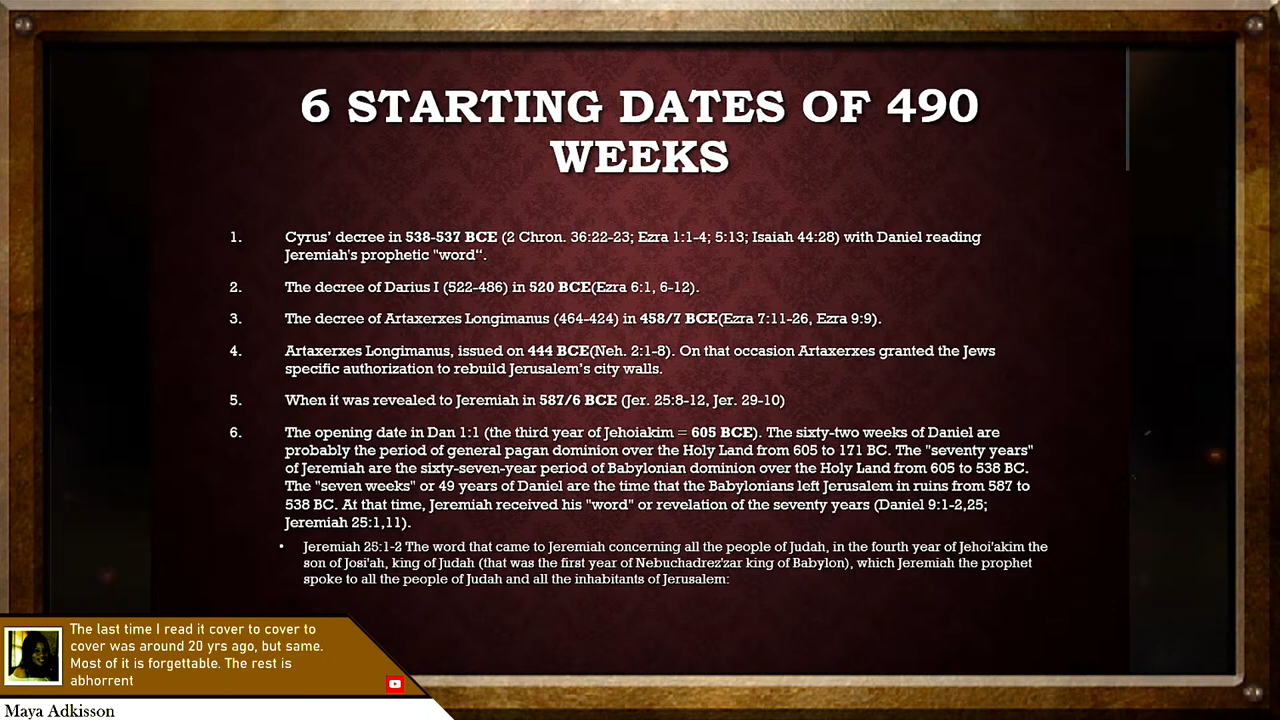 6 STARTING DATES OF 490
WEEKS
1. Cyrus’ decree in 538-537 BCE (2 Chron. 36:22-23; Ezra 1:1-4; 5:13; Isaiah 44:28) with Daniel reading
Jeremiah's prophetic "word“.
2. The decree of Darius I (522-486) in 520 BCE(Ezra 6:1, 6-12).
3. The decree of Artaxerxes Longimanus (464-424) in 458/7 BCE(Ezra 7:11-26, Ezra 9:9).
4. Artaxerxes Longimanus, issued on 444 BCE(Neh. 2:1-8). On that occasion Artaxerxes granted the Jews
specific authorization to rebuild Jerusalem’s city walls.
5. When it was revealed to Jeremiah in 587/6 BCE (Jer. 25:8-12, Jer. 29-10)
6. The opening date in Dan 1:1 (the third year of Jehoiakim = 605 BCE). The sixty-two weeks of Daniel are
probably the period of general pagan dominion over the Holy Land from 605 to 171 BC. The "seventy years"
of Jeremiah are the sixty-seven-year period of Babylonian dominion over the Holy Land from 605 to 538 BC.
The "seven weeks" or 49 years of Daniel are the time that the Babylonians left Jerusalem in ruins from 587 to
538 BC. At that time, Jeremiah received his "word" or revelation of the seventy years (Daniel 9:1-2,25;
Jeremiah 25:1,11).
• Jeremiah 25:1-2 The word that came to Jeremiah concerning all the people of Judah, in the fourth year of Jehoi'akim the
son of Josi'ah, king of Judah (that was the first year of Nebuchadrez'zar king of Babylon), which Jeremiah the prophet
spoke to all the people of Judah and all the inhabitants of Jerusalem:
The last time I read it cover to cover to
cover was around 20 yrs ago, but same.
Most of it is forgettable. The rest is
abhorrent
Maya Adkisson